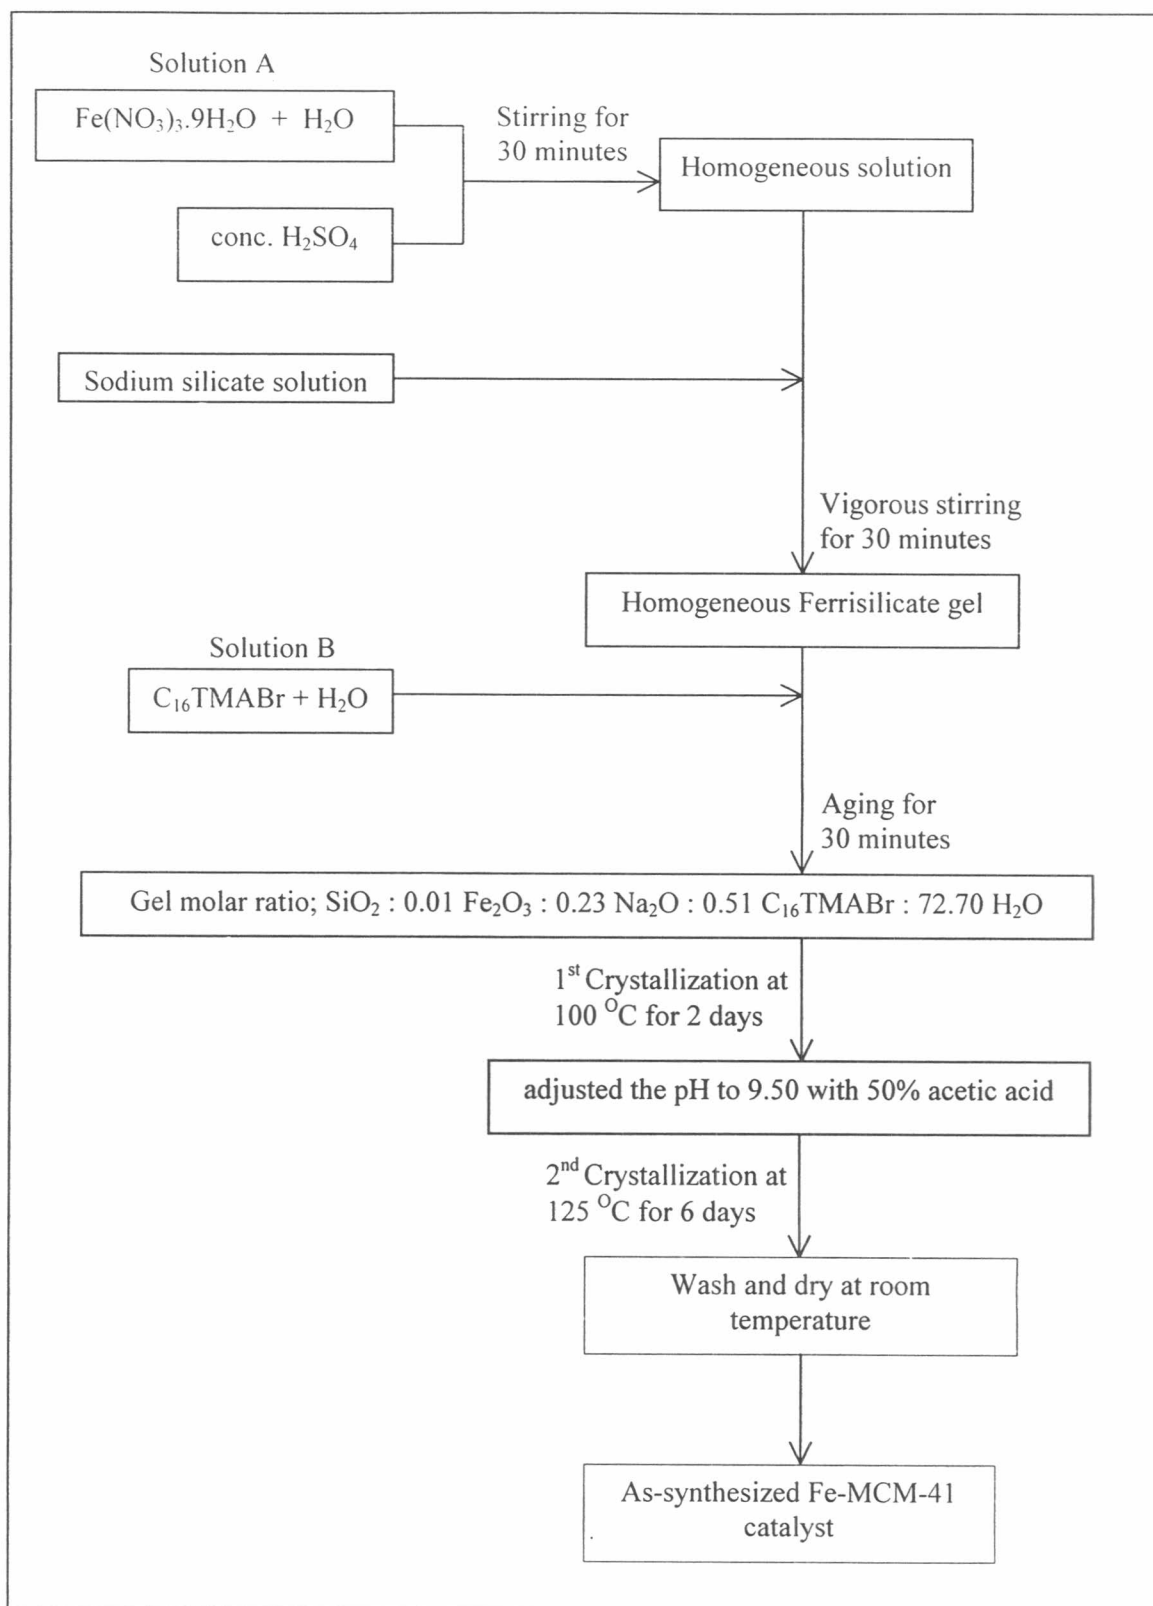 Solution A
Fe(NO₃)₃.9H₂O + H₂O
Stirring for
30 minutes
Homogeneous solution
conc. H₂SO₄
Sodium silicate solution
Vigorous stirring
for 30 minutes
Homogeneous Ferrisilicate gel
Solution B
C₁₆TMABr + H₂O
Aging for
30 minutes
Gel molar ratio; SiO₂ : 0.01 Fe₂O₃ : 0.23 Na₂O : 0.51 C₁₆TMABr : 72.70 H₂O
1ˢᵗ Crystallization at
100 ᴼC for 2 days
adjusted the pH to 9.50 with 50% acetic acid
2ⁿᵈ Crystallization at
125 ᴼC for 6 days
Wash and dry at room
temperature
As-synthesized Fe-MCM-41
catalyst